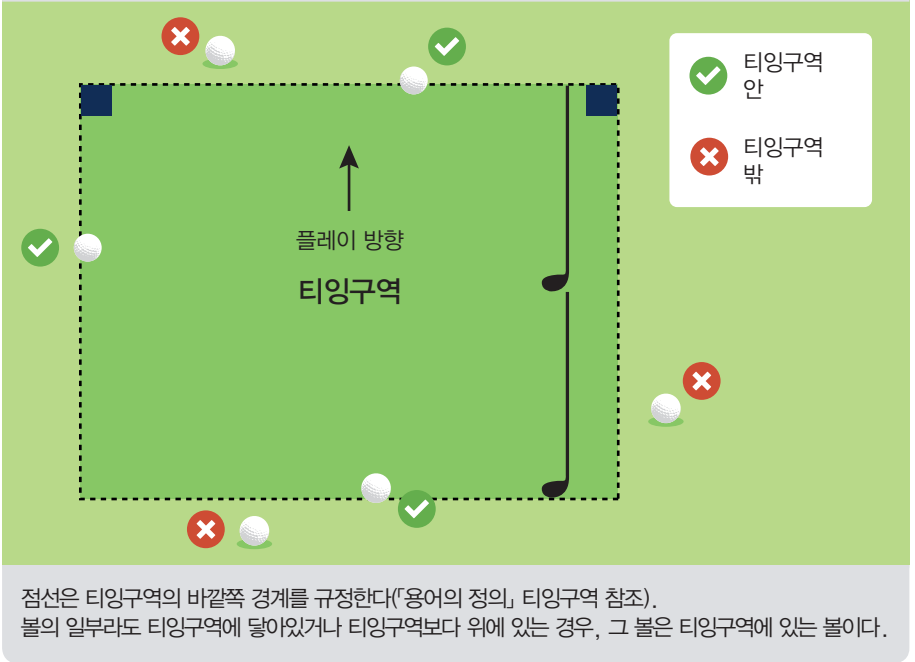 티잉구역
안
티잉구역
밖
플레이 방향
티잉구역
점선은 티잉구역의 바깥쪽 경계를 규정한다(「용어의 정의」 티잉구역 참조).
볼의 일부라도 티잉구역에 닿아있거나 티잉구역보다 위에 있는 경우, 그 볼은 티잉구역에 있는 볼이다.